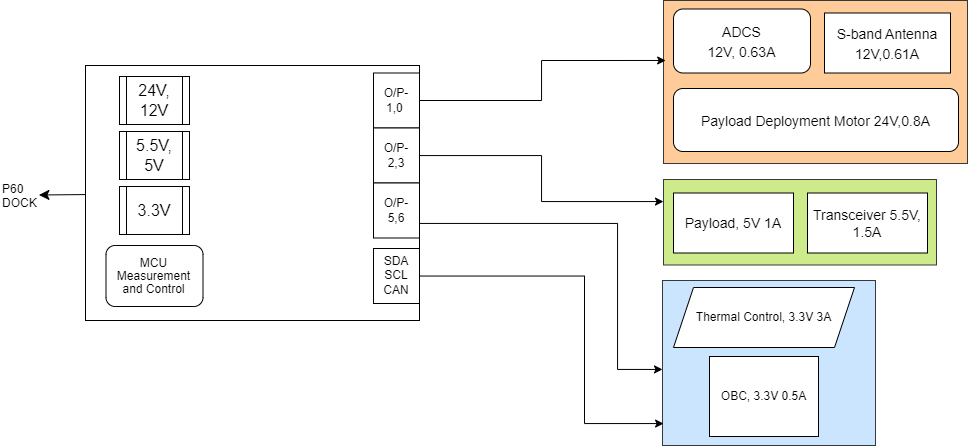 P60
DOCK
24V,
12V
5.5V,
5V
3.3V
MCU
Measurement
and Control
O/P-
1,0
O/P-
2,3
O/P-
5,6
SDA
SCL
CAN
ADCS
12V, 0.63A
S-band Antenna
12V,0.61A
Payload Deployment Motor 24V,0.8A
Payload, 5V 1A
Transceiver 5.5V,
1.5A
Thermal Control, 3.3V 3A
OBC, 3.3V 0.5A